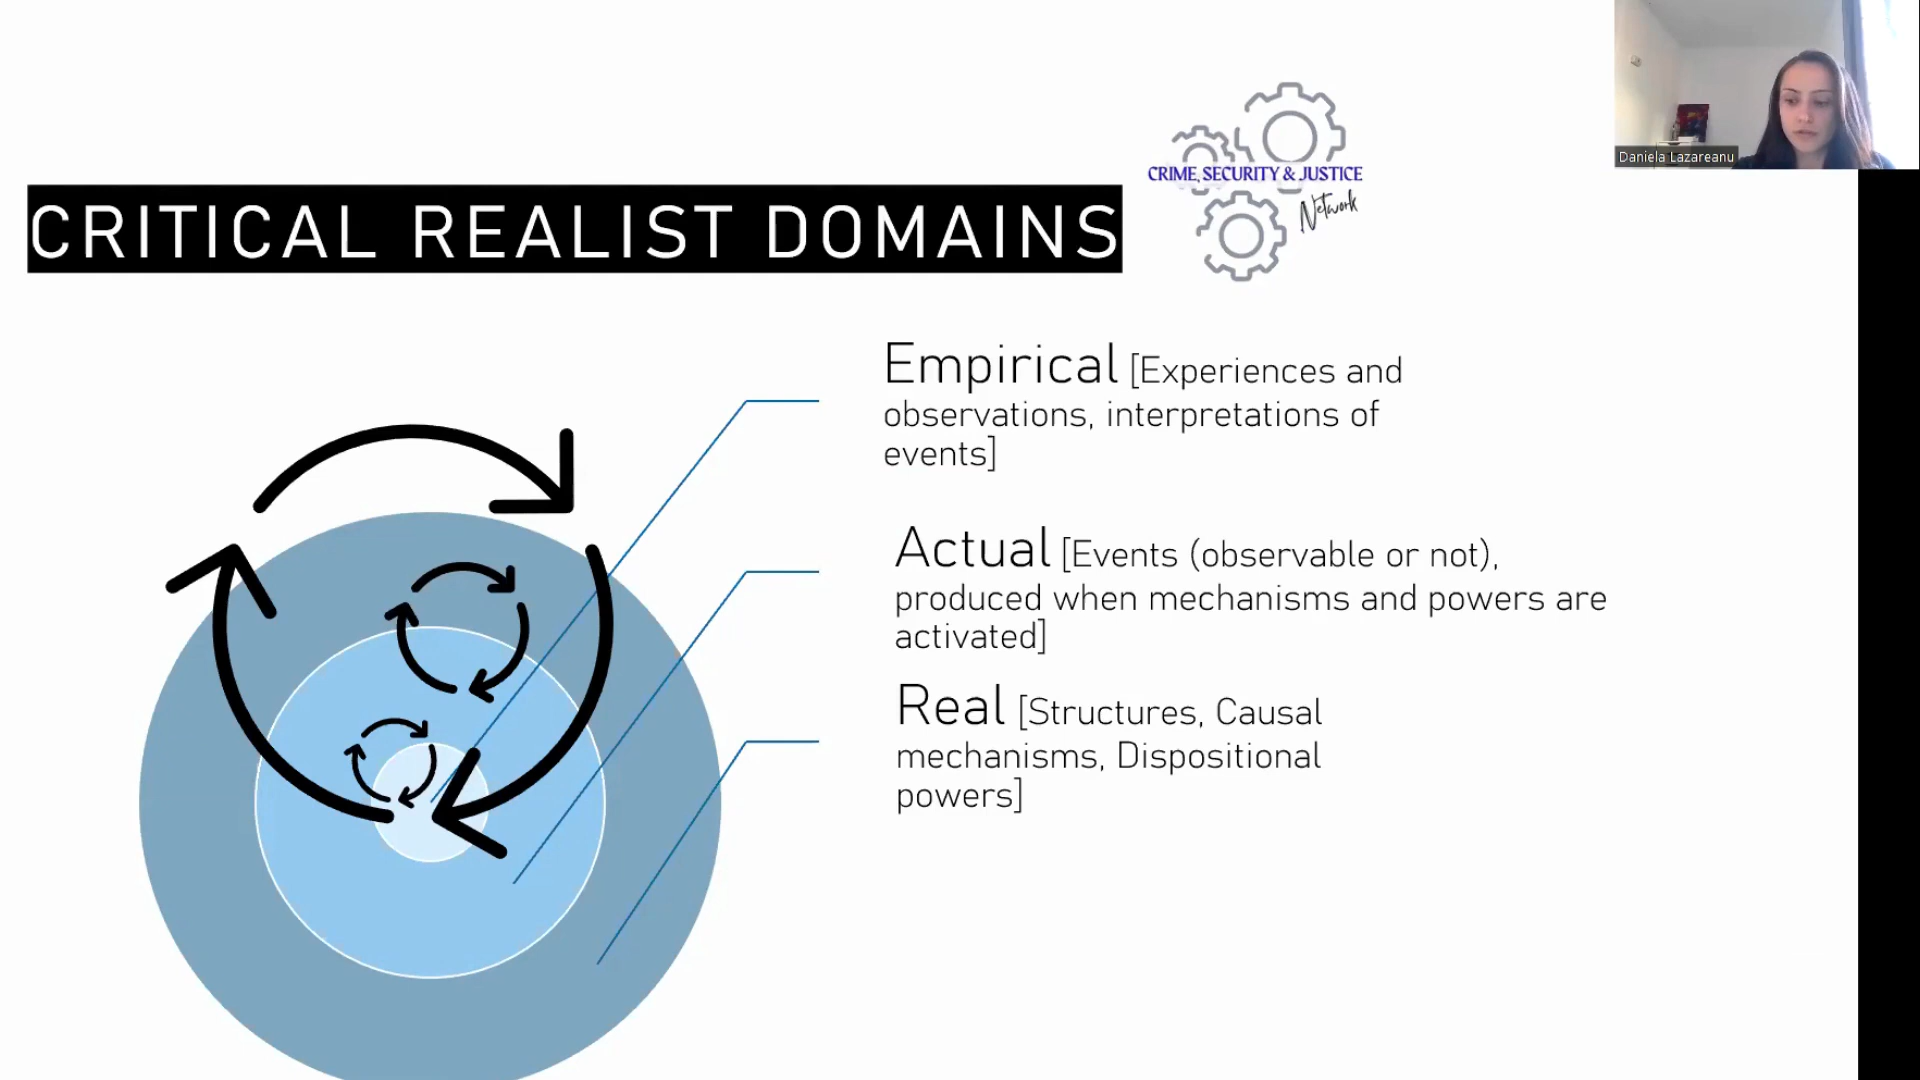 Daniela Lazareanu
CRIME, SECURITY & JUSTICE
Network
CRITICAL REALIST DOMAINS
Empirical [Experiences and
observations, interpretations of
events]
Actual [Events (observable or not),
produced when mechanisms and powers are
activated]
Real [Structures, Causal
mechanisms, Dispositional
powers]